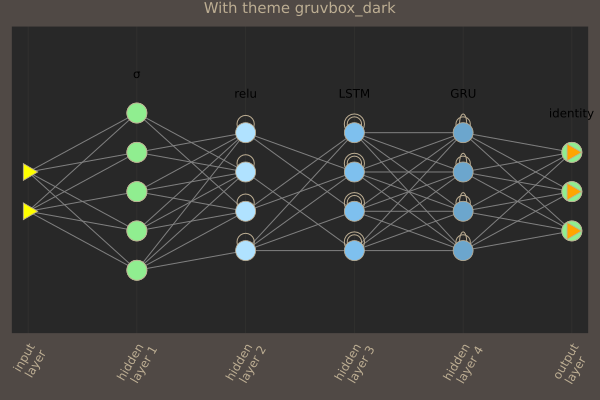 With theme gruvbox_dark
σ
relu
LSTM
GRU
identity
input
layer
hidden
layer 1
hidden
layer 2
hidden
layer 3
hidden
layer 4
output
layer